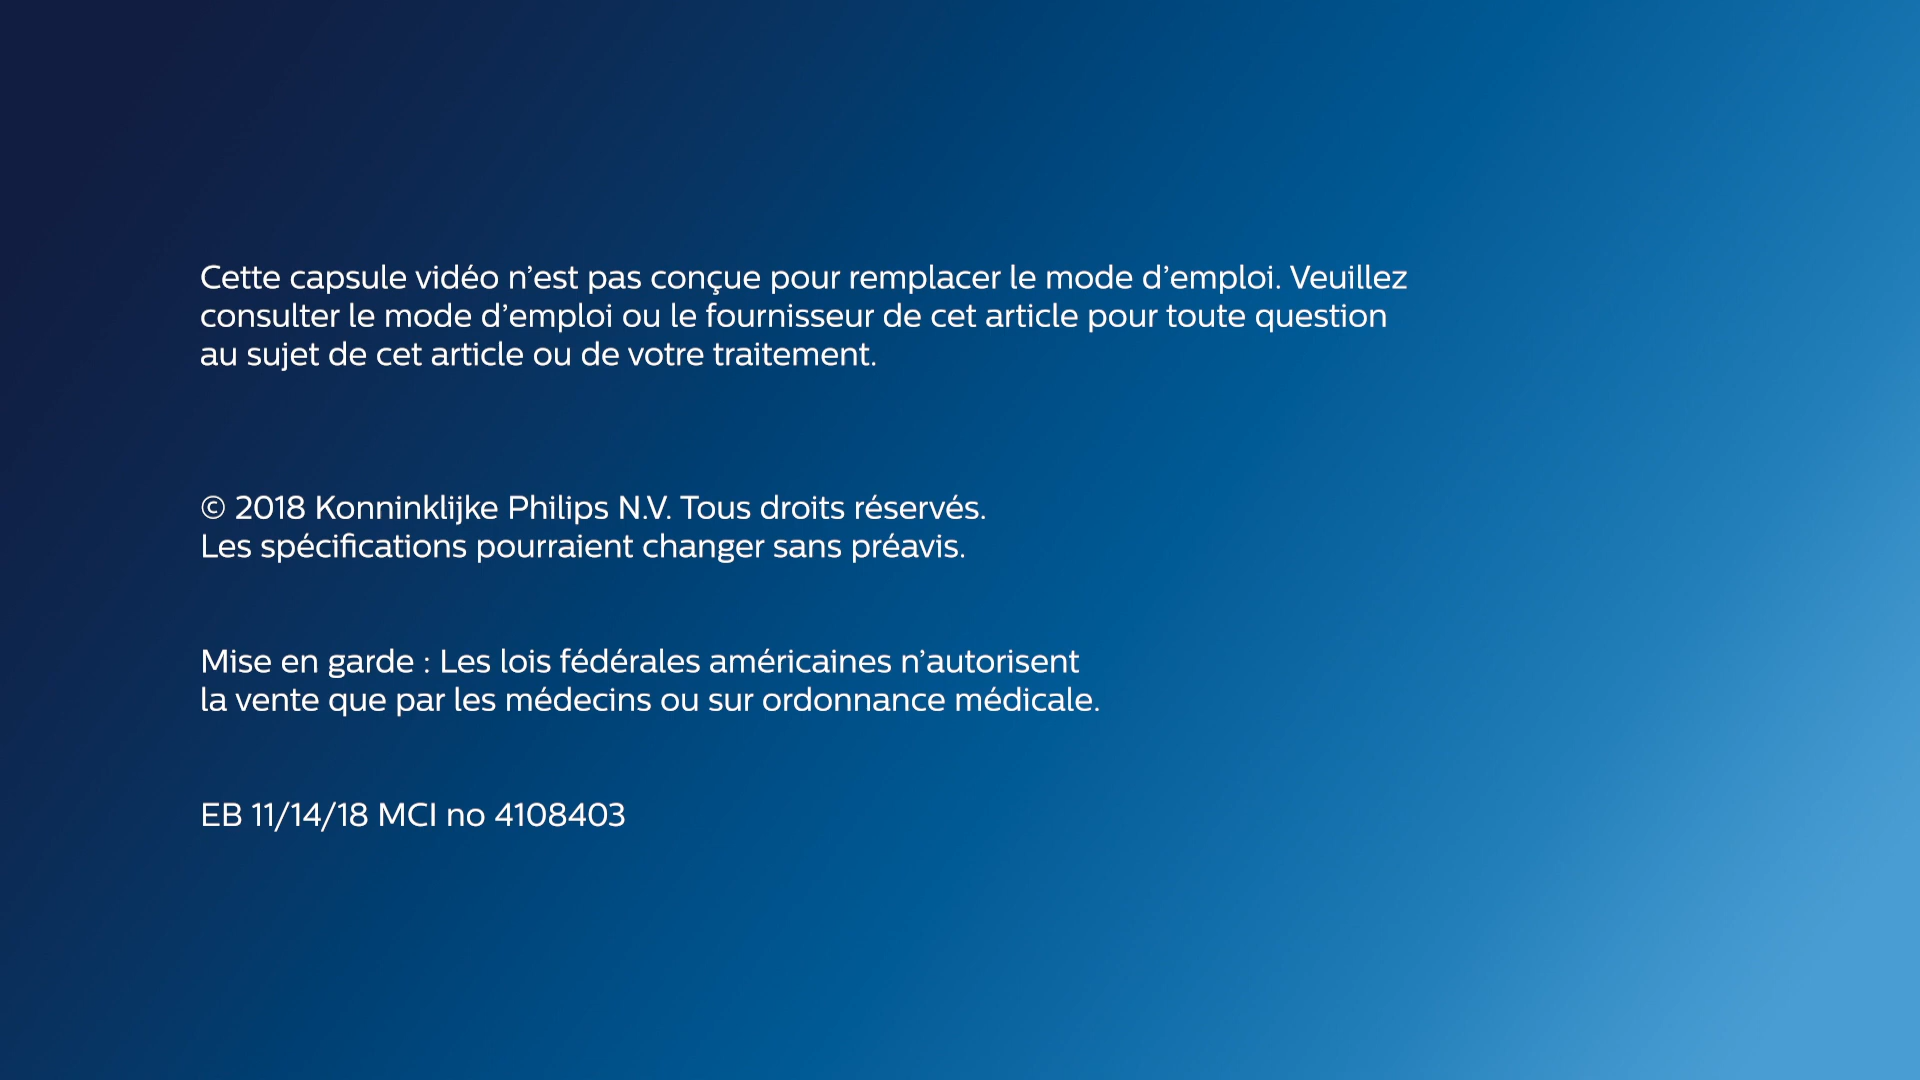 Cette capsule vidéo n’est pas conçue pour remplacer le mode d’emploi. Veuillez
consulter le mode d’emploi ou le fournisseur de cet article pour toute question
au sujet de cet article ou de votre traitement.
© 2018 Konninklijke Philips N.V. Tous droits réservés.
Les spécifications pourraient changer sans préavis.
Mise en garde : Les lois fédérales américaines n’autorisent
la vente que par les médecins ou sur ordonnance médicale.
EB 11/14/18 MCI no 4108403